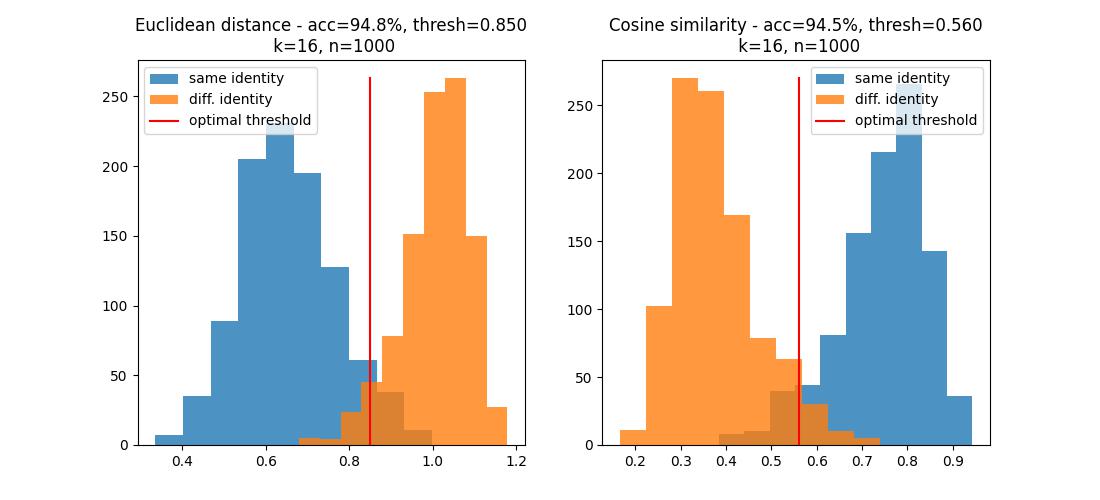 Euclidean distance - acc=94.8%, thresh=0.850
k=16, n=1000
same identity
diff. identity
optimal threshold
250
200
150
100
50
0
0.4
0.6
0.8
1.0
1.2
Cosine similarity - acc=94.5%, thresh=0.560
k=16, n=1000
same identity
diff. identity
optimal threshold
250
200
150
100
50
0
0.2
0.3
0.4
0.5
0.6
0.7
0.8
0.9